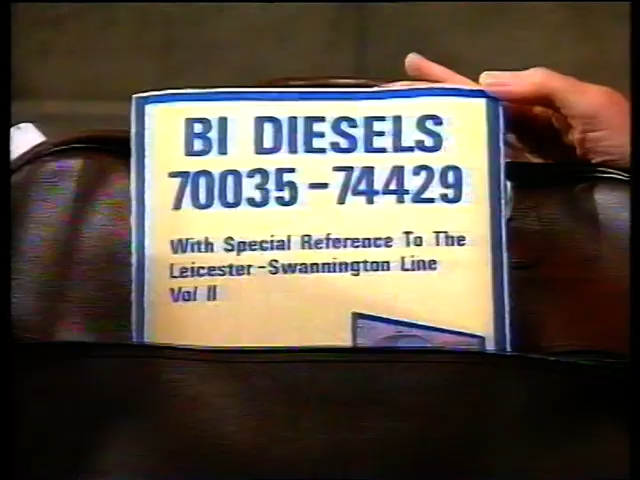 BI DIESELS
70035-74429
With Special Reference To The
Leicester-Swannington Line
Vol II